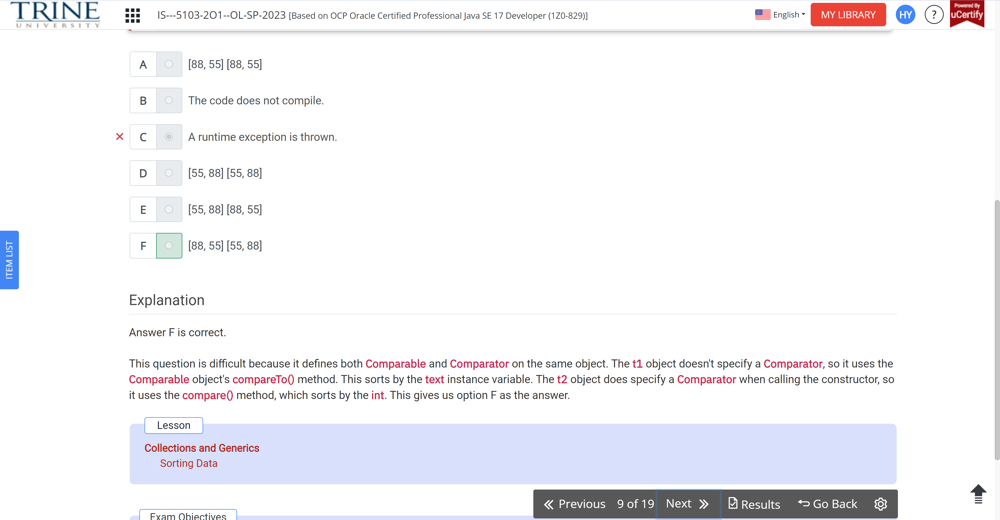 TRINE
UNIVERSITY
IS---5103-2O1--OL-SP-2023 [Based on OCP Oracle Certified Professional Java SE 17 Developer (1Z0-829)]
English
MY LIBRARY
HY
?
Powered By
uCertify
A [88, 55] [88, 55]
B The code does not compile.
C A runtime exception is thrown.
D [55, 88] [55, 88]
E [55, 88] [88, 55]
F [88, 55] [55, 88]
ITEM LIST
Explanation
Answer F is correct.
This question is difficult because it defines both Comparable and Comparator on the same object. The t1 object doesn't specify a Comparator, so it uses the
Comparable object's compareTo() method. This sorts by the text instance variable. The t2 object does specify a Comparator when calling the constructor, so
it uses the compare() method, which sorts by the int. This gives us option F as the answer.
Lesson
Collections and Generics
Sorting Data
Previous 9 of 19 Next Results Go Back
Exam Objectives